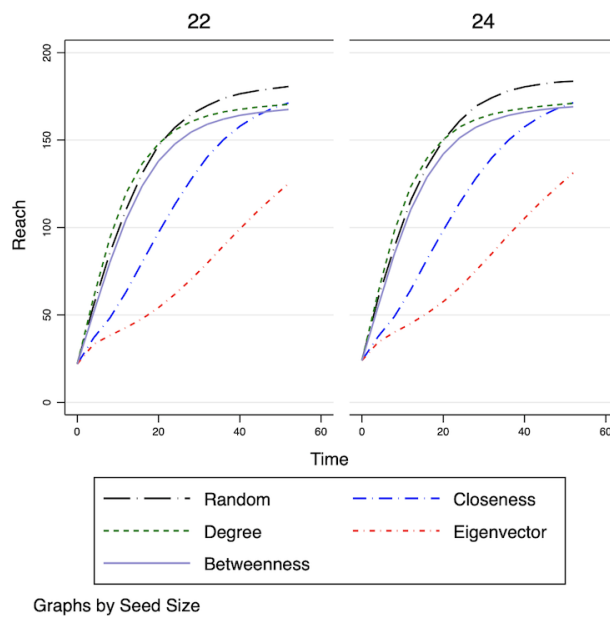 22 24
200
150
100
50
0
Reach
0 20 40 60 0 20 40 60
Time
Random Closeness
Degree Eigenvector
Betweenness
Graphs by Seed Size